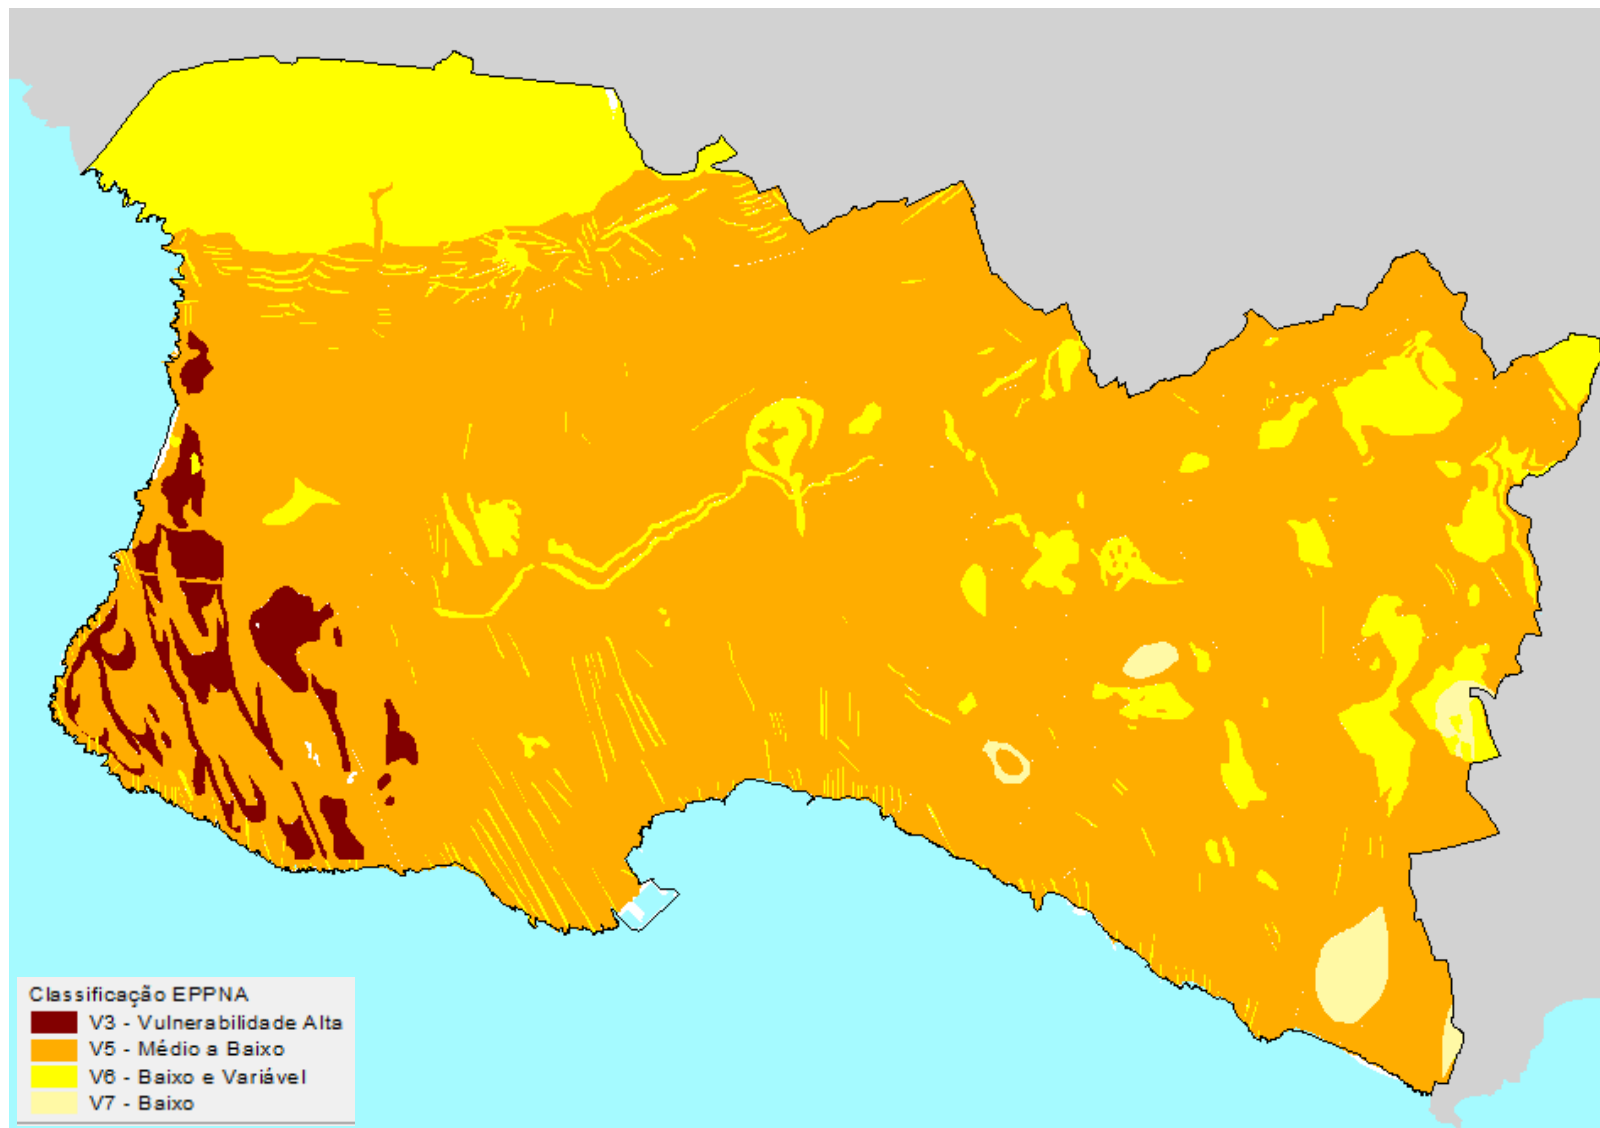 Classificação EPPNA
V3 - Vulnerabilidade Alta
V5 - Médio a Baixo
V6 - Baixo e Variável
V7 - Baixo